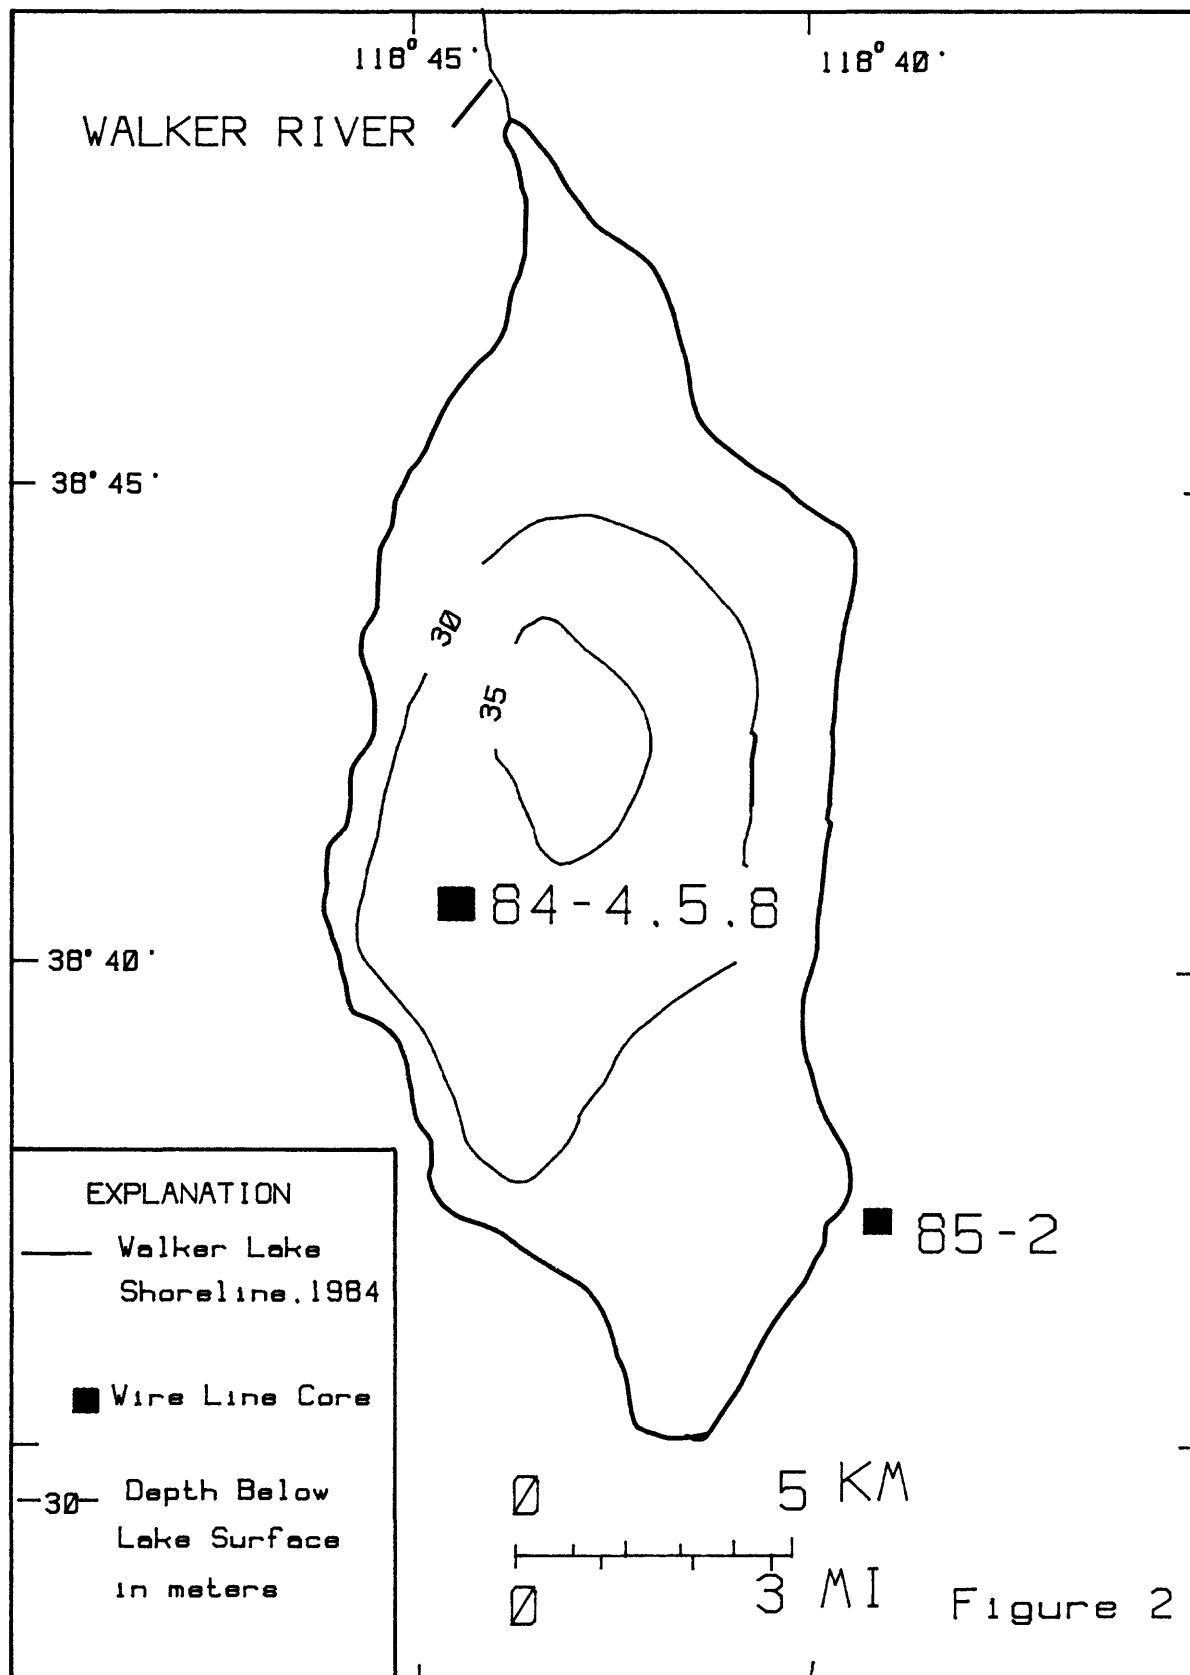 118° 45'
118° 40'
WALKER RIVER
38° 45'
30
35
84-4.5.8
38° 40'
EXPLANATION
Walker Lake
Shoreline.1984
85-2
Wire Line Core
30
Depth Below
Lake Surface
in meters
0 5 KM
0 3 MI
Figure 2